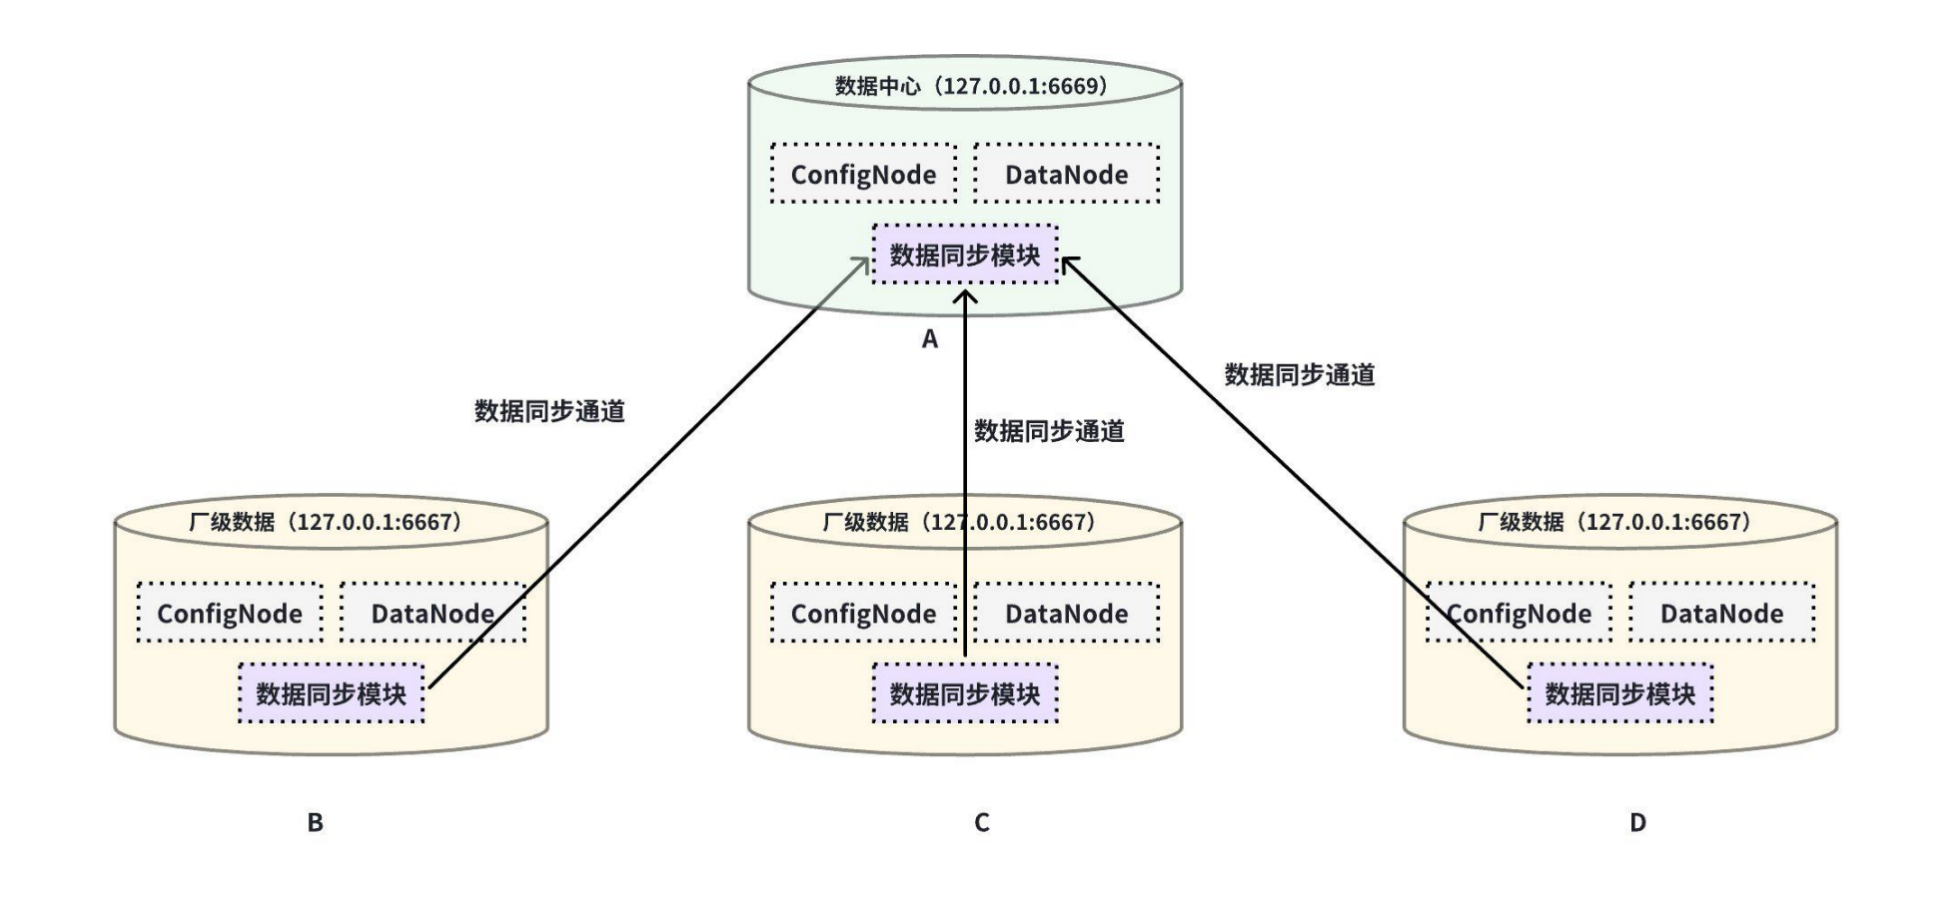 数据中心（127.0.0.1:6669）
ConfigNode
DataNode
数据同步模块
A
数据同步通道
数据同步通道
数据同步通道
厂级数据（127.0.0.1:6667）
ConfigNode
DataNode
数据同步模块
B
厂级数据（127.0.0.1:6667）
ConfigNode
DataNode
数据同步模块
C
厂级数据（127.0.0.1:6667）
ConfigNode
DataNode
数据同步模块
D